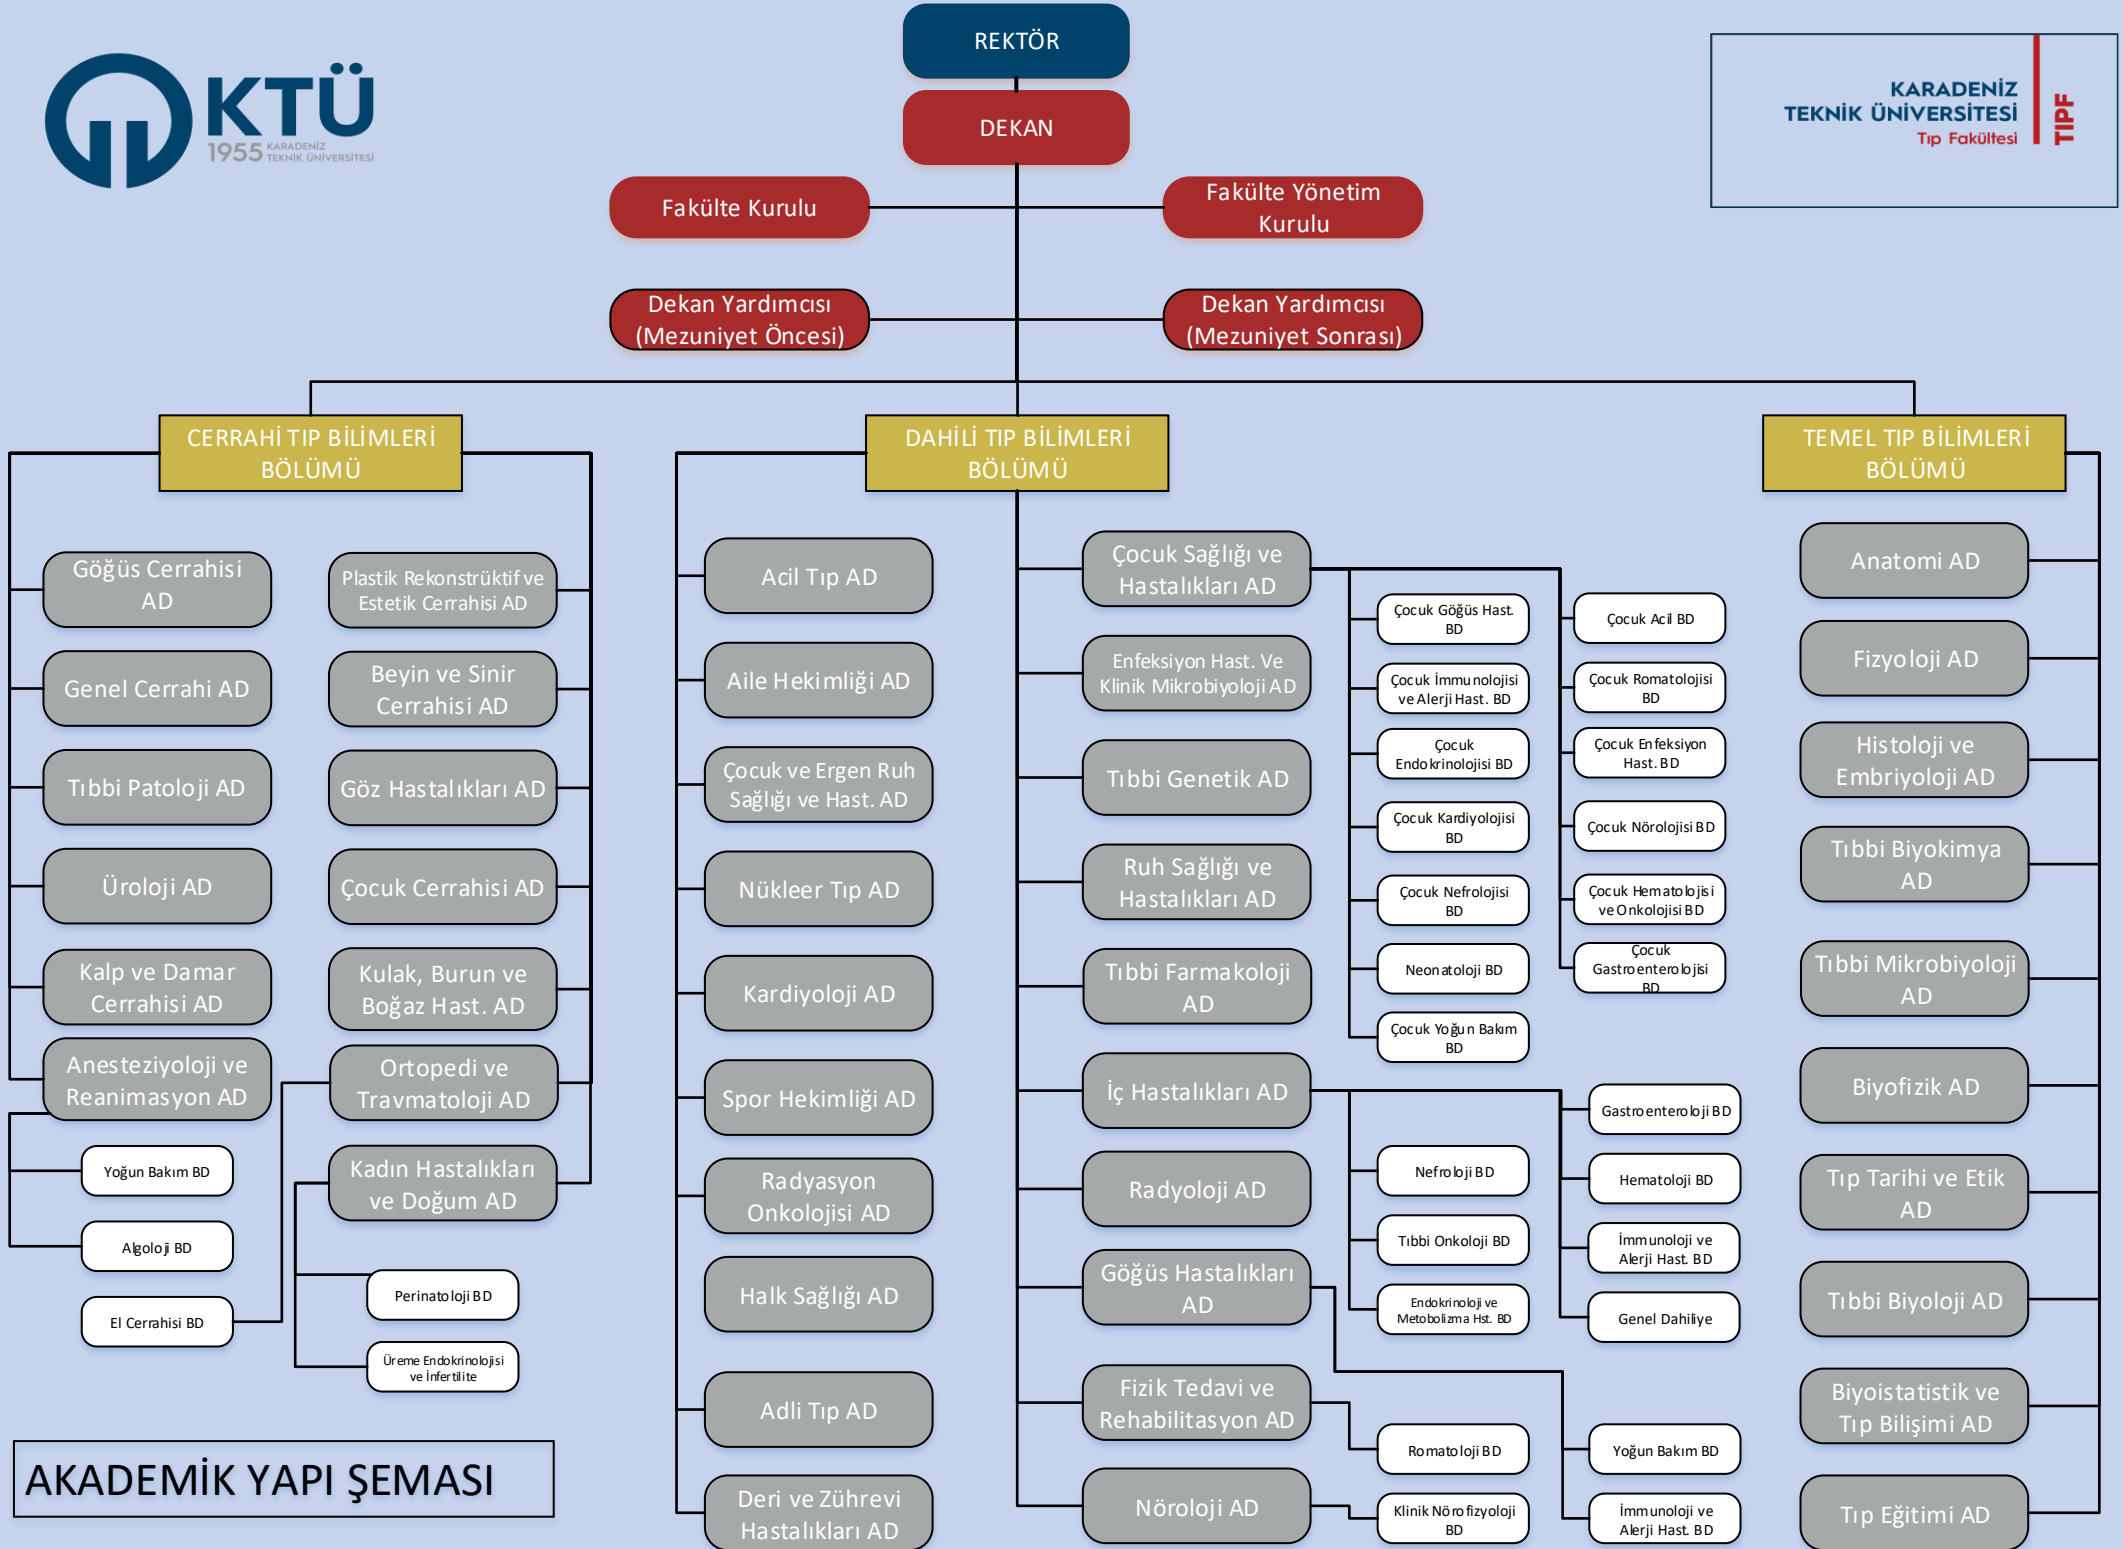 REKTÖR
KTÜ
1955 KARADENİZ
TEKNİK ÜNİVERSİTESİ
KARADENİZ
TEKNİK ÜNİVERSİTESİ
Tıp Fakültesi
TIPF
DEKAN
Fakülte Kurulu
Fakülte Yönetim
Kurulu
Dekan Yardımcısı
(Mezuniyet Öncesi)
Dekan Yardımcısı
(Mezuniyet Sonrası)
CERRAHİ TIP BİLİMLERİ
BÖLÜMÜ
Göğüs Cerrahisi
AD
Genel Cerrahi AD
Tıbbi Patoloji AD
Üroloji AD
Kalp ve Damar
Cerrahisi AD
Anesteziyoloji ve
Reanimasyon AD
Yoğun Bakım BD
Algoloji BD
El Cerrahisi BD
Plastik Rekonstrüktif ve
Estetik Cerrahisi AD
Beyin ve Sinir
Cerrahisi AD
Göz Hastalıkları AD
Çocuk Cerrahisi AD
Kulak, Burun ve
Boğaz Hast. AD
Ortopedi ve
Travmatoloji AD
Kadın Hastalıkları
ve Doğum AD
Perinatoloji BD
Üreme Endokrinolojisi
ve İnfertilite
DAHİLİ TIP BİLİMLERİ
BÖLÜMÜ
Acil Tıp AD
Aile Hekimliği AD
Çocuk ve Ergen Ruh
Sağlığı ve Hast. AD
Nükleer Tıp AD
Kardiyoloji AD
Spor Hekimliği AD
Radyasyon
Onkolojisi AD
Halk Sağlığı AD
Adli Tıp AD
Deri ve Zührevi
Hastalıkları AD
Çocuk Sağlığı ve
Hastalıkları AD
Enfeksiyon Hast. Ve
Klinik Mikrobiyoloji AD
Tıbbi Genetik AD
Ruh Sağlığı ve
Hastalıkları AD
Tıbbi Farmakoloji
AD
İç Hastalıkları AD
Radyoloji AD
Göğüs Hastalıkları
AD
Fizik Tedavi ve
Rehabilitasyon AD
Nöroloji AD
Çocuk Göğüs Hast.
BD
Çocuk İmmunolojisi
ve Alerji Hast. BD
Çocuk
Endokrinolojisi BD
Çocuk Kardiyolojisi
BD
Çocuk Nefrolojisi
BD
Neonatoloji BD
Çocuk Yoğun Bakım
BD
Çocuk Acil BD
Çocuk Romatolojisi
BD
Çocuk Enfeksiyon
Hast. BD
Çocuk Nörolojisi BD
Çocuk Hematolojisi
ve Onkolojisi BD
Çocuk
Gastroenterolojisi
BD
Nefroloji BD
Tıbbi Onkoloji BD
Endokrinoloji ve
Metobolizma Hst. BD
Gastroenteroloji BD
Hematoloji BD
İmmunoloji ve
Alerji Hast. BD
Genel Dahiliye
Romatoloji BD
Klinik Nörofizyoloji
BD
Yoğun Bakım BD
İmmunoloji ve
Alerji Hast. BD
TEMEL TIP BİLİMLERİ
BÖLÜMÜ
Anatomi AD
Fizyoloji AD
Histoloji ve
Embriyoloji AD
Tıbbi Biyokimya
AD
Tıbbi Mikrobiyoloji
AD
Biyofizik AD
Tıp Tarihi ve Etik
AD
Tıbbi Biyoloji AD
Biyoistatistik ve
Tıp Bilişimi AD
Tıp Eğitimi AD
AKADEMİK YAPI ŞEMASI